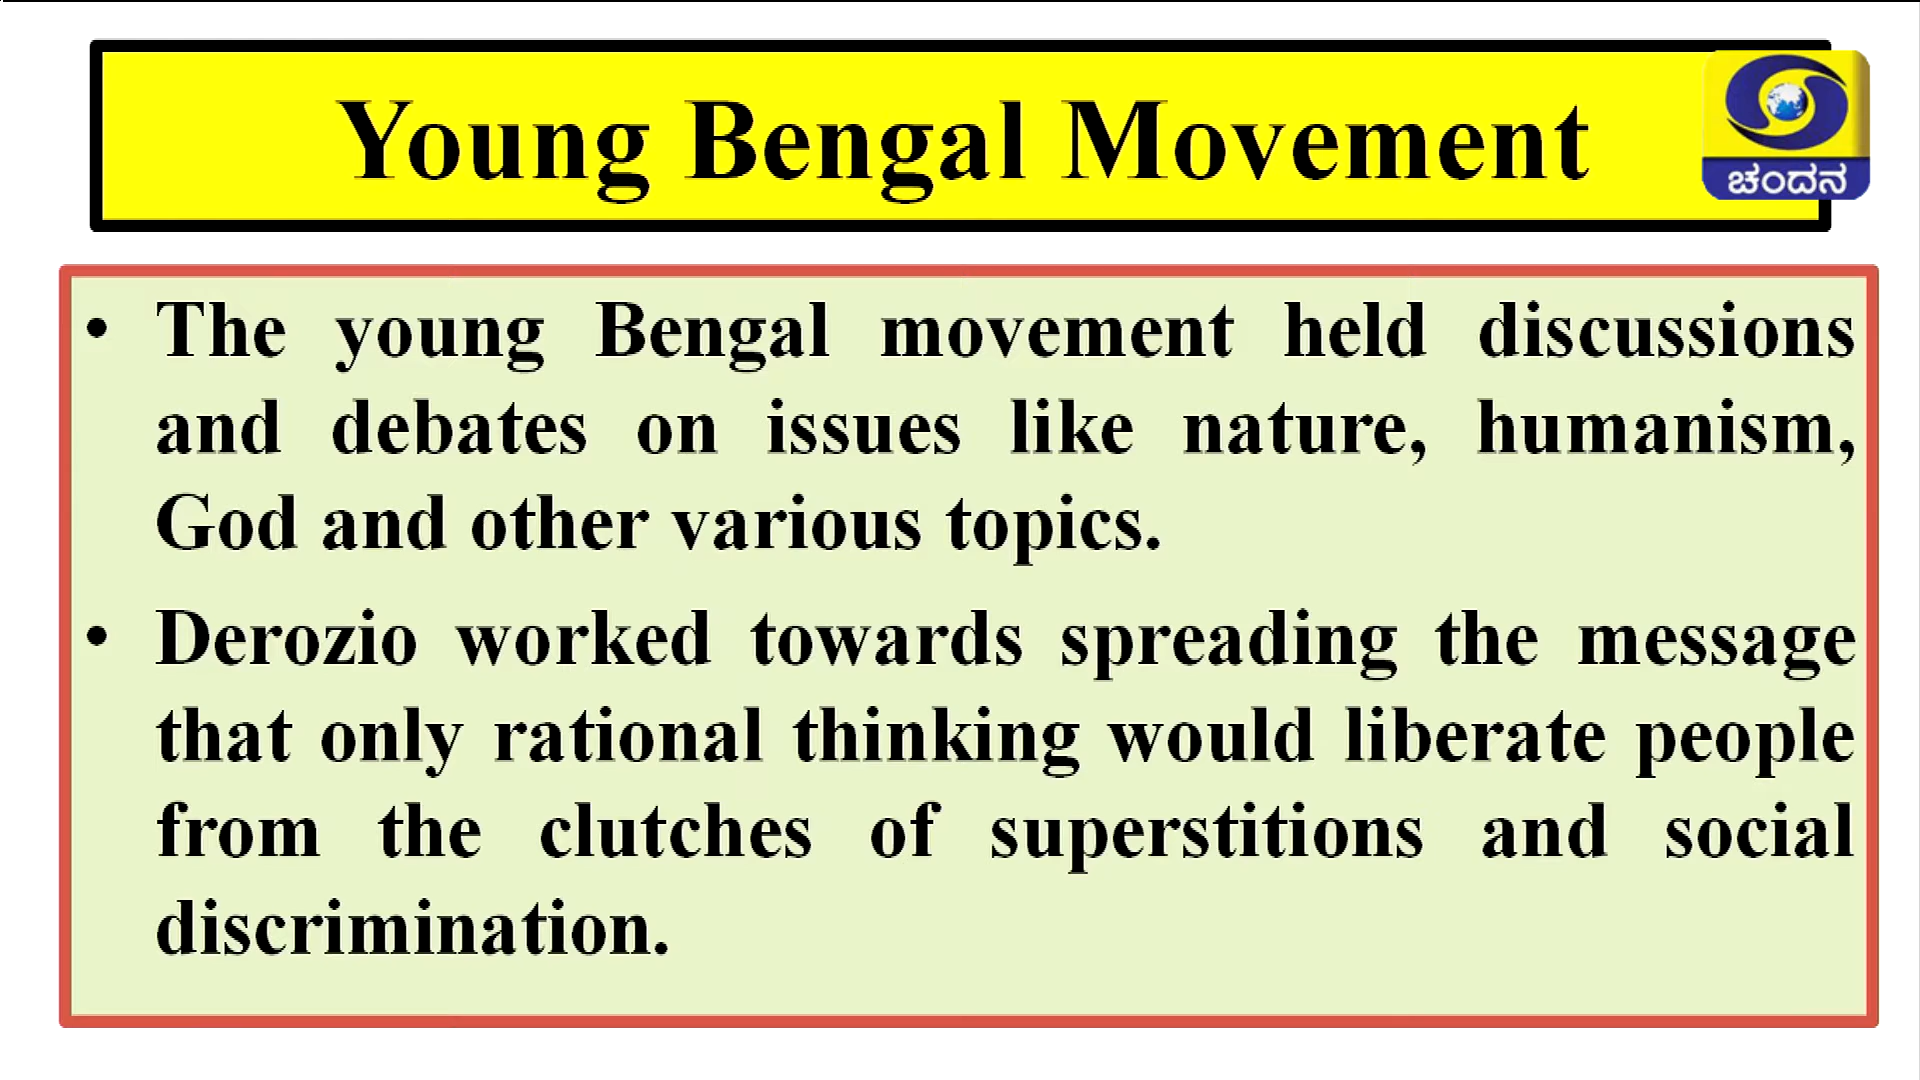 Young Bengal Movement
ಚಂದನ
• The young Bengal movement held discussions
and debates on issues like nature, humanism,
God and other various topics.
• Derozio worked towards spreading the message
that only rational thinking would liberate people
from the clutches of superstitions and social
discrimination.